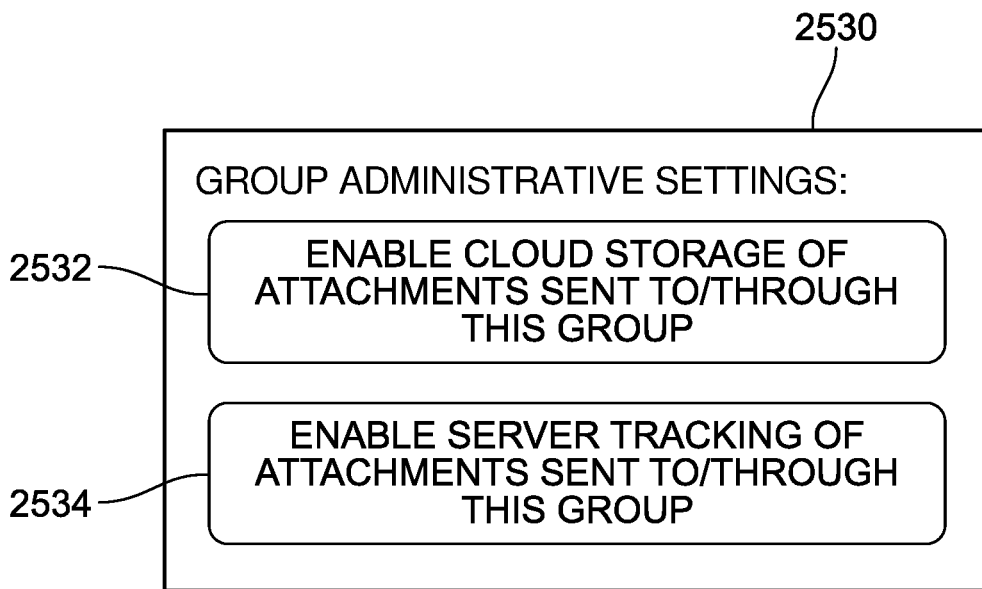 2530
GROUP ADMINISTRATIVE SETTINGS:
2532
ENABLE CLOUD STORAGE OF
ATTACHMENTS SENT TO/THROUGH
THIS GROUP
2534
ENABLE SERVER TRACKING OF
ATTACHMENTS SENT TO/THROUGH
THIS GROUP